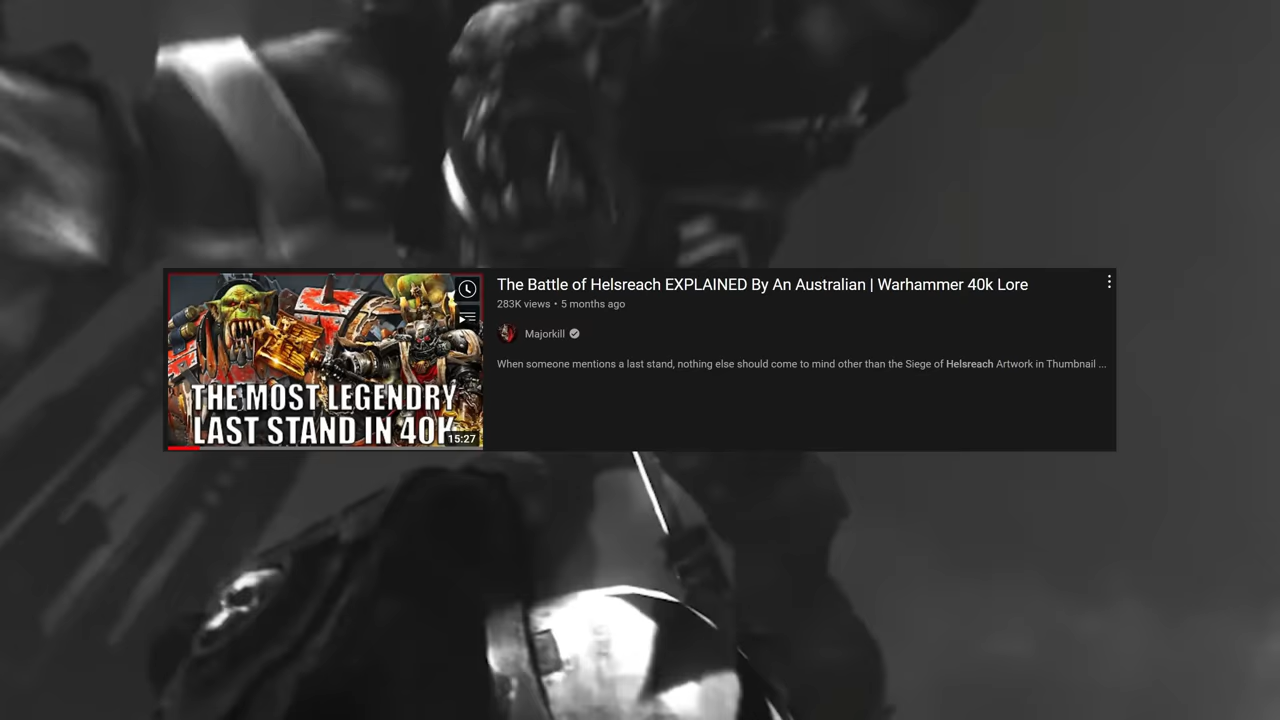 THE MOST LEGENDRY
LAST STAND IN 40K
15:27
The Battle of Helsreach EXPLAINED By An Australian | Warhammer 40k Lore
283K views • 5 months ago
Majorkill
When someone mentions a last stand, nothing else should come to mind other than the Siege of Helsreach Artwork in Thumbnail ...